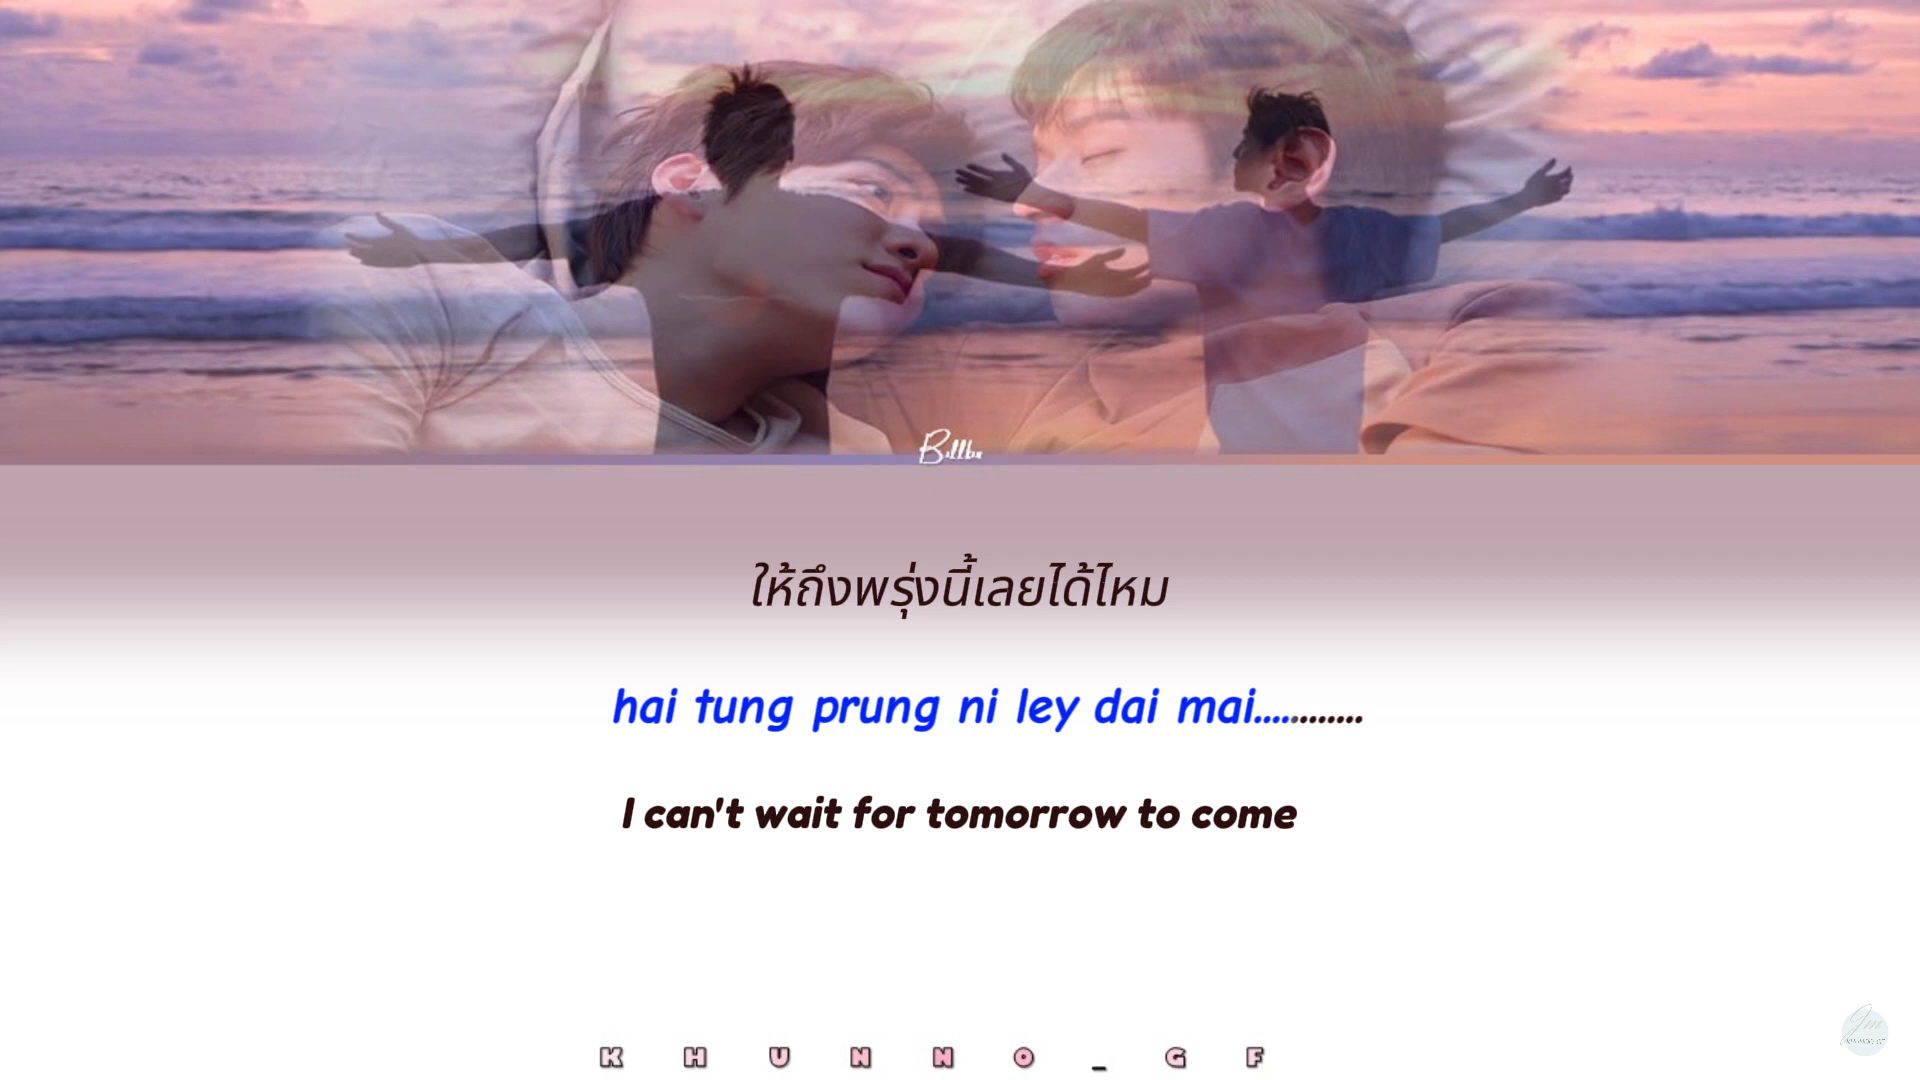 Billkin
ให้ถึงพรุ่งนี้เลยได้ไหม
hai tung prung ni ley dai mai.............
I can't wait for tomorrow to come
K H U N N O _ G F